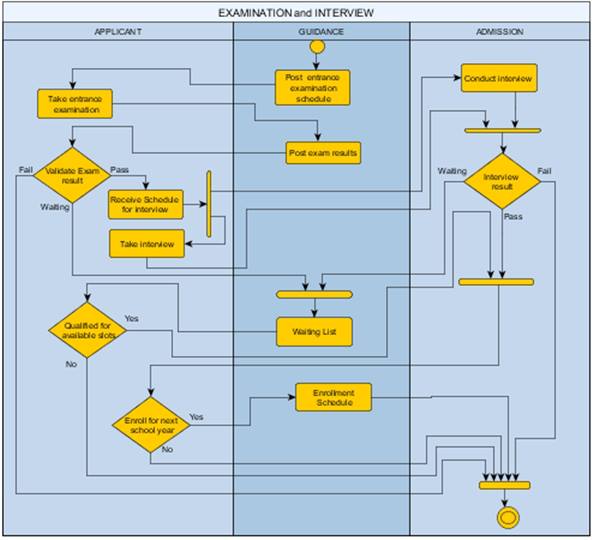 EXAMINATION and INTERVIEW
APPLICANT
GUIDANCE
ADMISSION
Post entrance
examination
schedule
Conduct interview
Take entrance
examination
Post exam results
Fail
Validate Exam
result
Pass
Waiting
Receive Schedule
for interview
Take interview
Waiting
Interview
result
Fail
Pass
Waiting List
Qualified for
available slots
Yes
No
Enrollment
Schedule
Enroll for next
school year
Yes
No